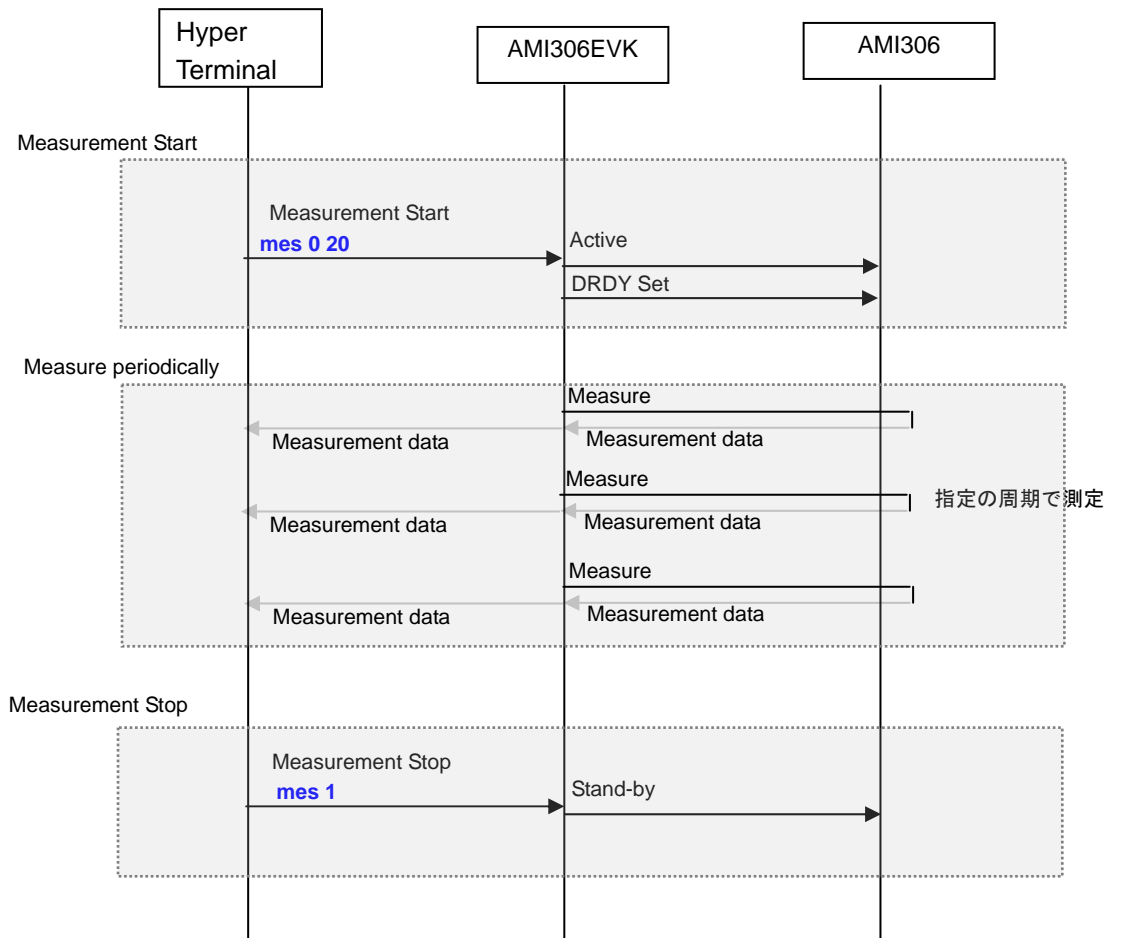 Hyper
Terminal
AMI306EVK
AMI306
Measurement Start
Measurement Start
mes 0 20
Active
DRDY Set
Measure periodically
Measure
Measurement data
Measurement data
Measure
指定の周期で測定
Measurement data
Measurement data
Measure
Measurement data
Measurement data
Measurement Stop
Measurement Stop
mes 1
Stand-by